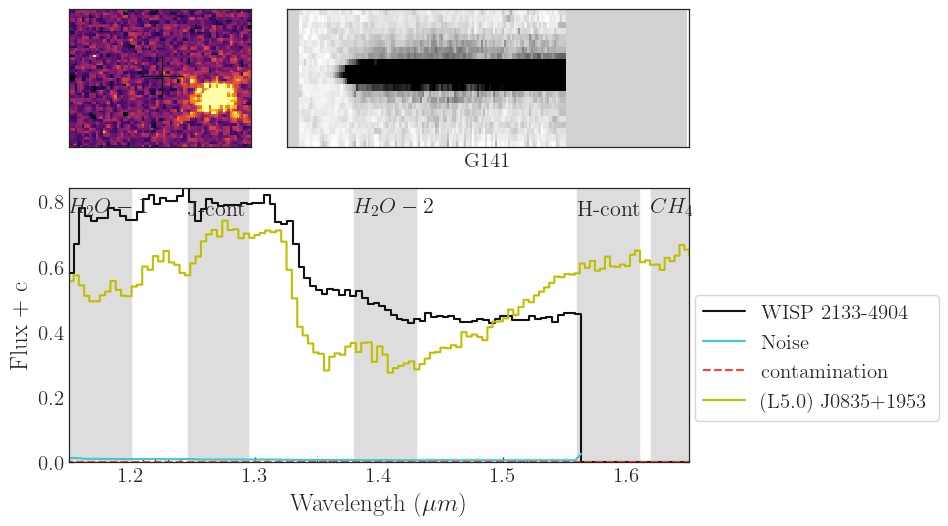 G141
H₂O − 1
J-cont
H₂O − 2
H-cont
CH₄
0.8
0.6
0.4
0.2
0.0
Flux + c
1.2
1.3
1.4
1.5
1.6
Wavelength (μm)
WISP 2133-4904
Noise
contamination
(L5.0) J0835+1953